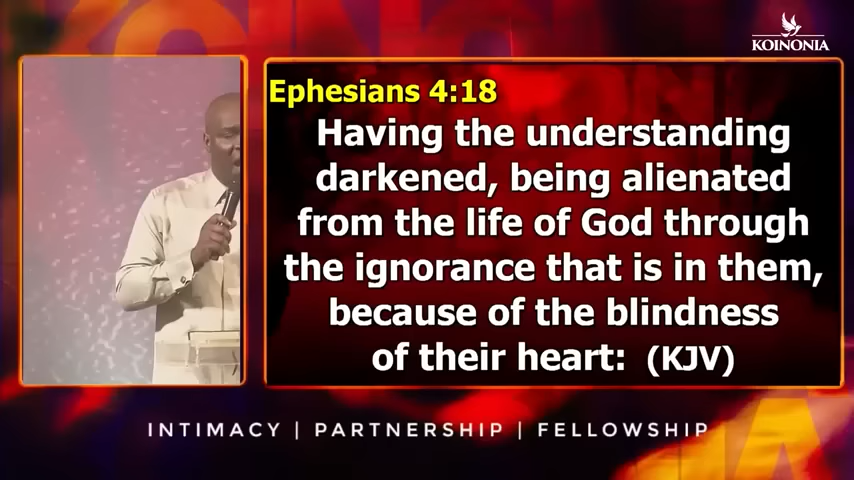 KOINONIA
Ephesians 4:18
Having the understanding
darkened, being alienated
from the life of God through
the ignorance that is in them,
because of the blindness
of their heart: (KJV)
INTIMACY | PARTNERSHIP | FELLOWSHIP